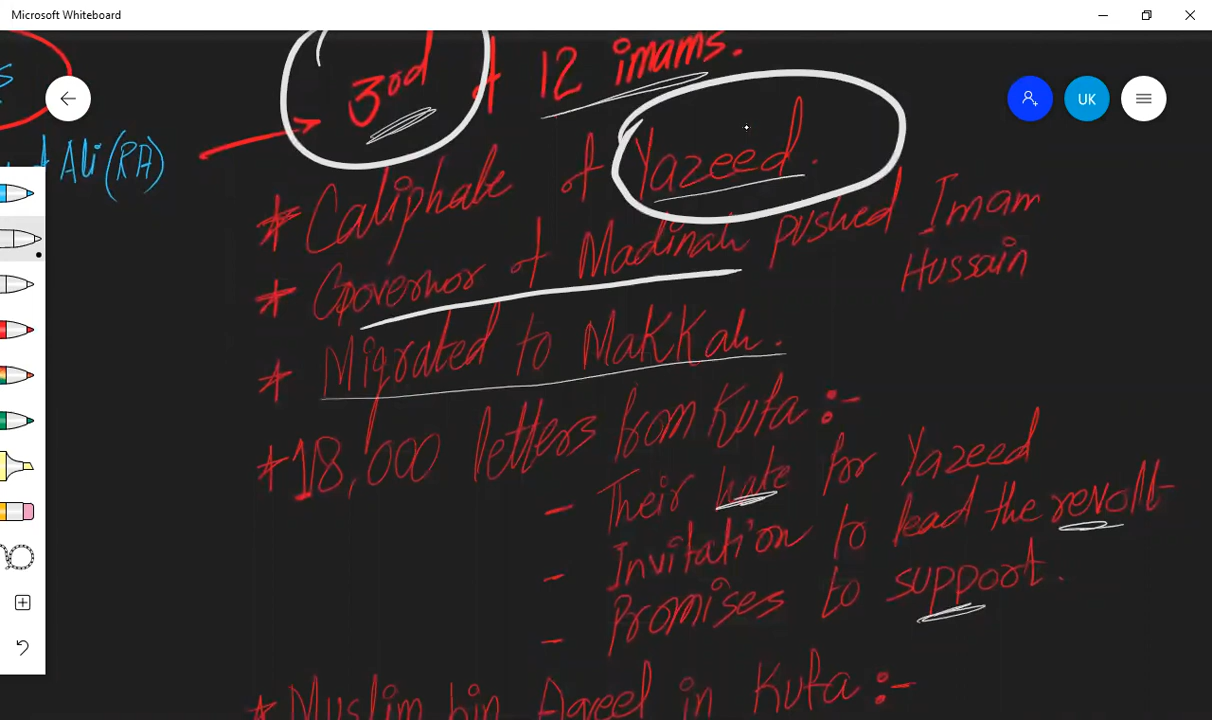 Microsoft Whiteboard
UK
3rd of 12 imams.
Ali (RA)
* Caliphate of Yazeed.
* Governor of Madinah pushed Imam
Hussain
* Migrated to Makkah.
* 18,000 letters from Kufa :-
- Their hate for Yazeed
- Invitation to lead the revolt
- Promises to support.
* Muslim bin Aqeel in Kufa :-